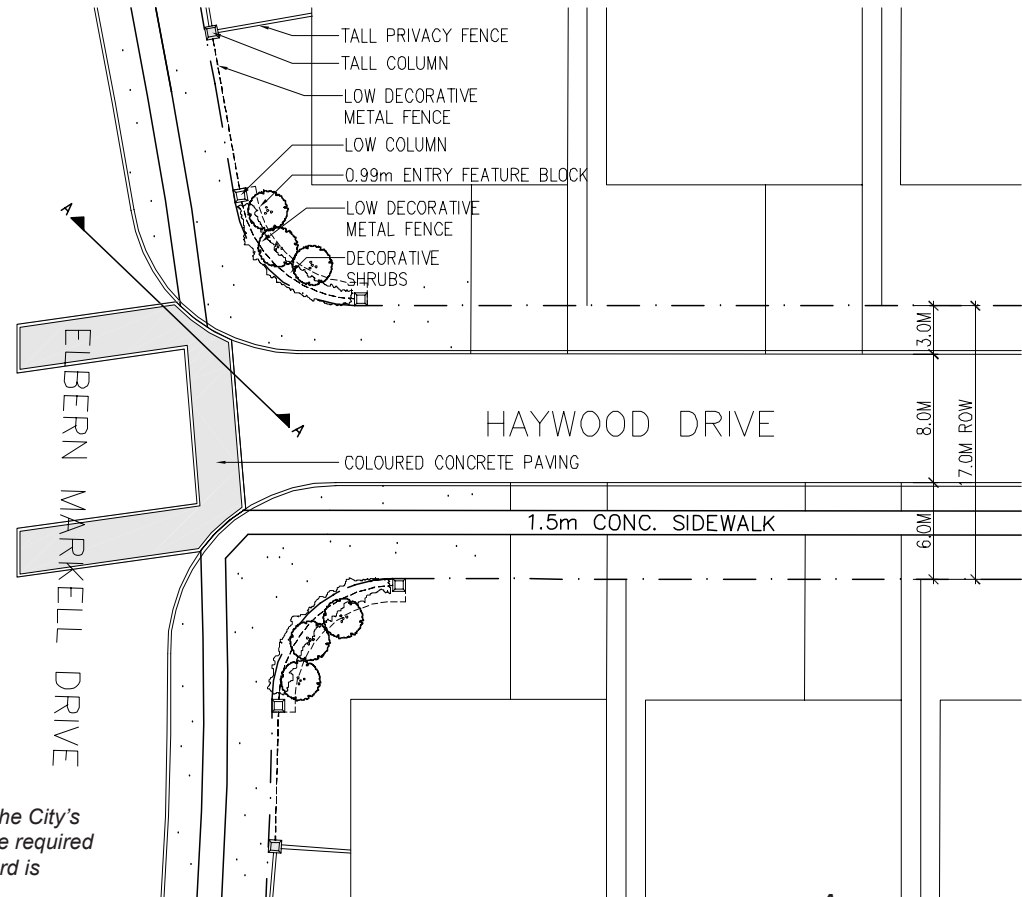 TALL PRIVACY FENCE
TALL COLUMN
LOW DECORATIVE
METAL FENCE
LOW COLUMN
0.99m ENTRY FEATURE BLOCK
LOW DECORATIVE
METAL FENCE
DECORATIVE
SHRUBS
A
A
3.0M
8.0M
7.0M ROW
6.0M
HAYWOOD DRIVE
COLOURED CONCRETE PAVING
1.5m CONC. SIDEWALK
ELBERN MARKELL DRIVE
he City's
e required
rd is